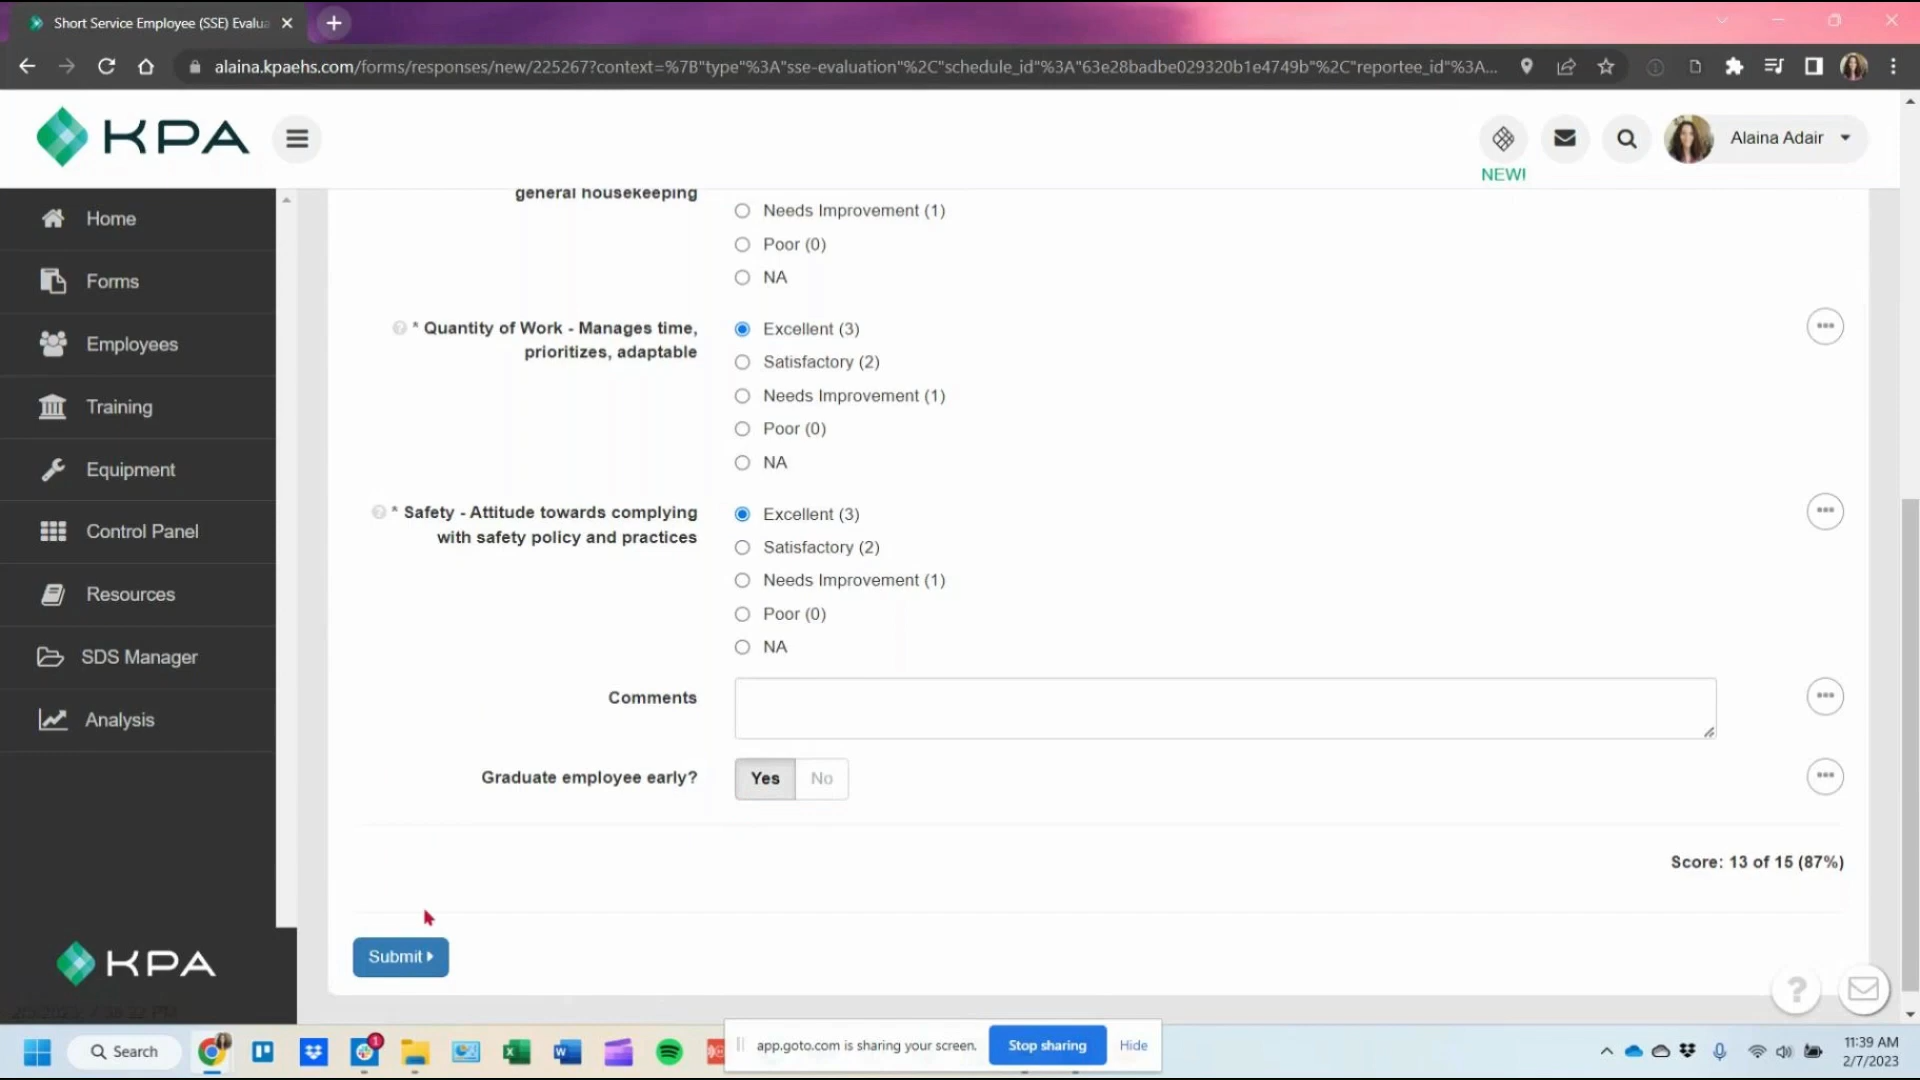 Short Service Employee (SSE) Evalua
alaina.kpaehs.com/forms/responses/new/225267?context=%7B"type"%3A"sse-evaluation"%2C"schedule_id"%3A"63e28badbe029320b1e4749b"%2C"reportee_id"%3A...
KPA
Alaina Adair
NEW!
Home
Forms
Employees
Training
Equipment
Control Panel
Resources
SDS Manager
Analysis
KPA
general housekeeping
Needs Improvement (1)
Poor (0)
NA
* Quantity of Work - Manages time,
prioritizes, adaptable
Excellent (3)
Satisfactory (2)
Needs Improvement (1)
Poor (0)
NA
* Safety - Attitude towards complying
with safety policy and practices
Excellent (3)
Satisfactory (2)
Needs Improvement (1)
Poor (0)
NA
Comments
Graduate employee early?
Yes No
Score: 13 of 15 (87%)
Submit
Search
1
app.goto.com is sharing your screen.
Stop sharing
Hide
11:39 AM
2/7/2023